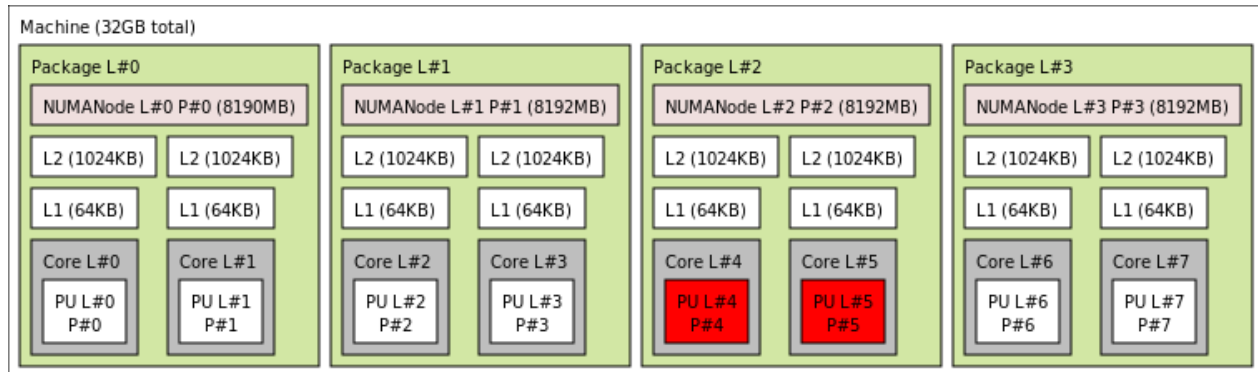 Machine (32GB total)
Package L#0
NUMANode L#0 P#0 (8190MB)
L2 (1024KB) L2 (1024KB)
L1 (64KB) L1 (64KB)
Core L#0 Core L#1
PU L#0 PU L#1
P#0 P#1
Package L#1
NUMANode L#1 P#1 (8192MB)
L2 (1024KB) L2 (1024KB)
L1 (64KB) L1 (64KB)
Core L#2 Core L#3
PU L#2 PU L#3
P#2 P#3
Package L#2
NUMANode L#2 P#2 (8192MB)
L2 (1024KB) L2 (1024KB)
L1 (64KB) L1 (64KB)
Core L#4 Core L#5
PU L#4 PU L#5
P#4 P#5
Package L#3
NUMANode L#3 P#3 (8192MB)
L2 (1024KB) L2 (1024KB)
L1 (64KB) L1 (64KB)
Core L#6 Core L#7
PU L#6 PU L#7
P#6 P#7